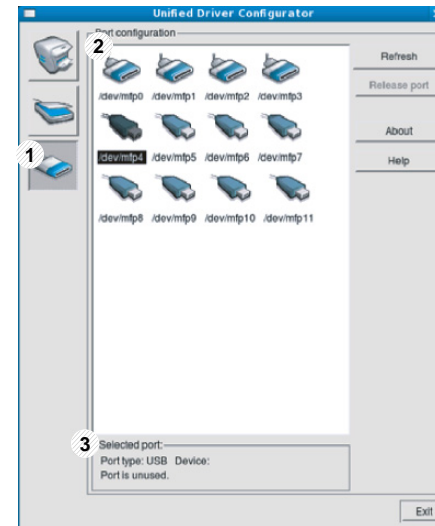 Unified Driver Configurator
Port configuration
2
/dev/mfp0 /dev/mfp1 /dev/mfp2 /dev/mfp3
Refresh
Release port
About
Help
1
/dev/mfp4 /dev/mfp5 /dev/mfp6 /dev/mfp7
/dev/mfp8 /dev/mfp9 /dev/mfp10 /dev/mfp11
3
Selected port:
Port type: USB Device:
Port is unused.
Exit